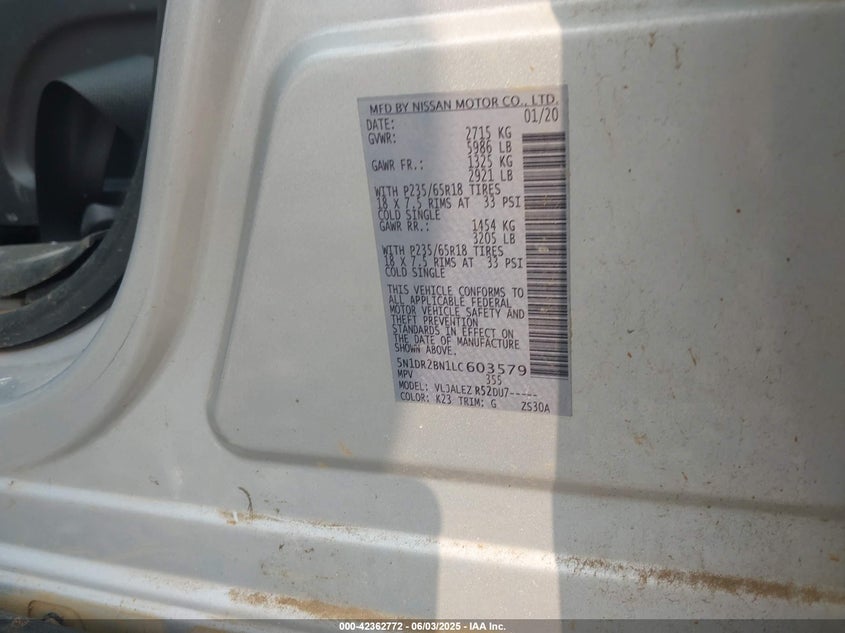 MFD BY NISSAN MOTOR CO., LTD.
DATE: 01/20
GVWR: 2715 KG
5986 LB
GAWR FR.: 1325 KG
2921 LB
WITH P235/65R18 TIRES
18 X 7.5 RIMS AT 33 PSI
COLD SINGLE
GAWR RR.: 1454 KG
3205 LB
WITH P235/65R18 TIRES
18 X 7.5 RIMS AT 33 PSI
COLD SINGLE
THIS VEHICLE CONFORMS TO
ALL APPLICABLE FEDERAL
MOTOR VEHICLE SAFETY AND
THEFT PREVENTION
STANDARDS IN EFFECT ON
THE DATE OF MANUFACTURE
SHOWN ABOVE.
5N1DR2BN1LC603579
MPV 355
MODEL: VLJALEZ R52DU7-----
COLOR: K23 TRIM: G ZS30A
000-42362772 - 06/03/2025 - IAA Inc.